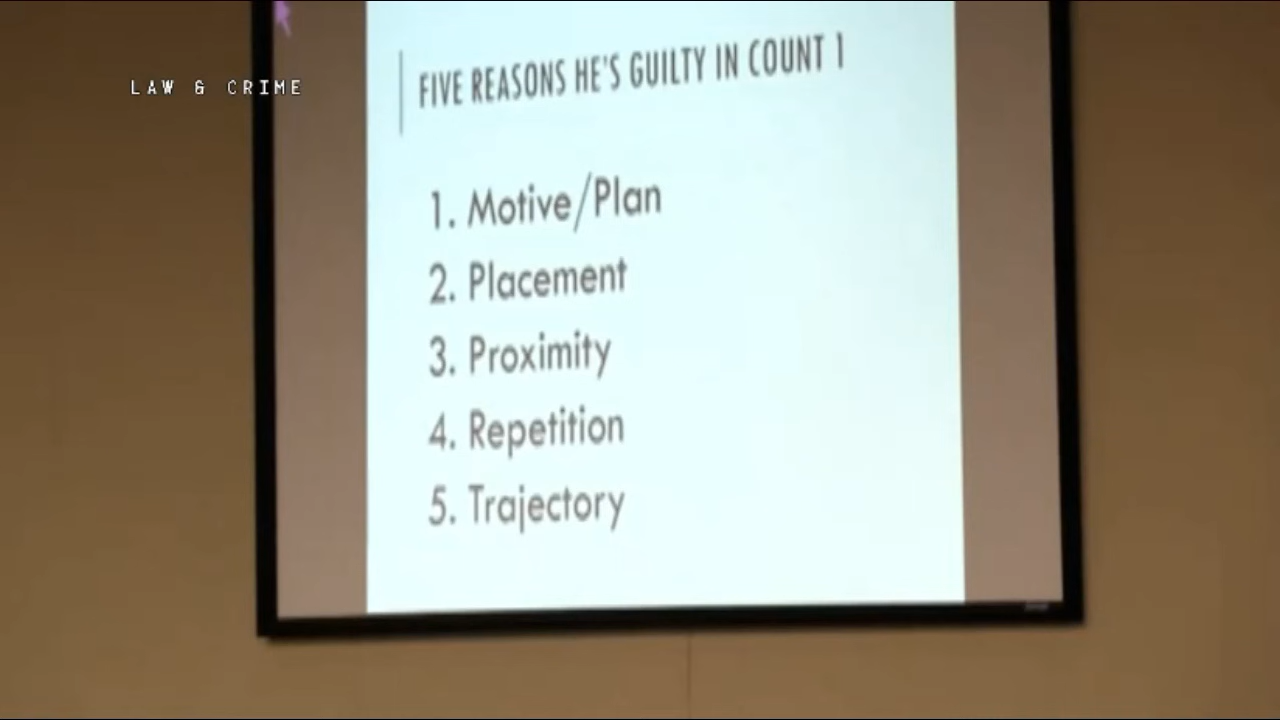 LAW & CRIME
FIVE REASONS HE'S GUILTY IN COUNT 1
1. Motive/Plan
2. Placement
3. Proximity
4. Repetition
5. Trajectory